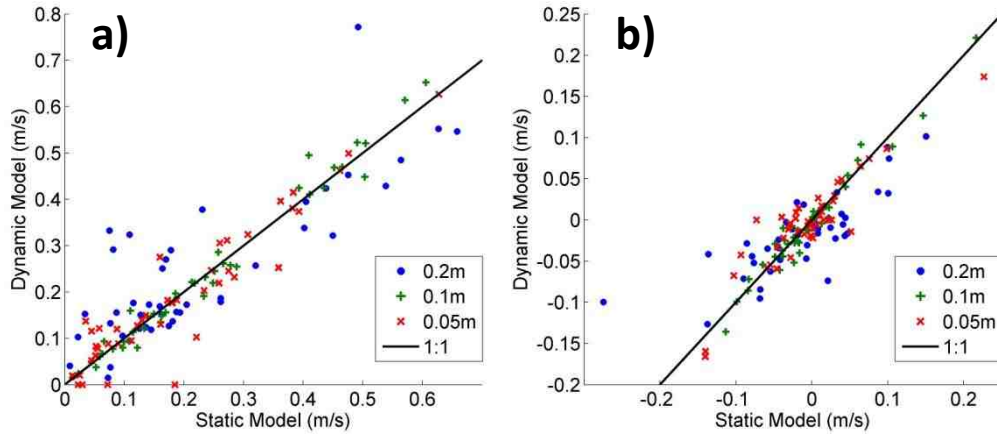 a)
0.8
0.7
0.6
0.5
0.4
0.3
0.2
0.1
0
Dynamic Model (m/s)
0 0.1 0.2 0.3 0.4 0.5 0.6
Static Model (m/s)
0.2m
0.1m
0.05m
1:1
b)
0.25
0.2
0.15
0.1
0.05
0
-0.05
-0.1
-0.15
-0.2
Dynamic Model (m/s)
-0.2 -0.1 0 0.1 0.2
Static Model (m/s)
0.2m
0.1m
0.05m
1:1